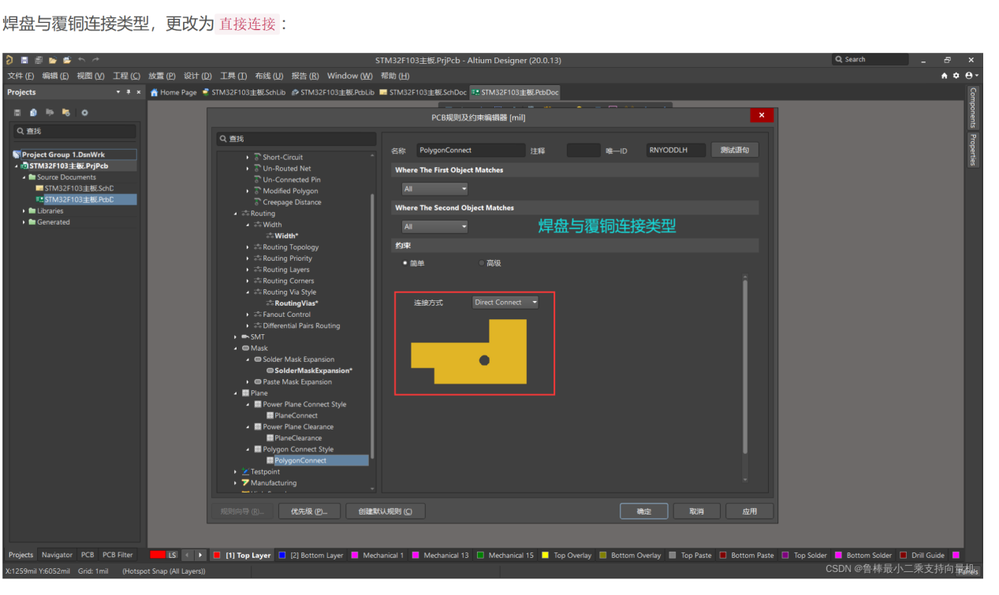 焊盘与覆铜连接类型，更改为 直接连接：
STM32F103主板.PrjPcb - Altium Designer (20.0.13)
Search
文件 (F) 编辑 (E) 视图 (V) 工程 (C) 放置 (P) 设计 (D) 工具 (T) 布线 (U) 报告 (R) Window (W) 帮助 (H)
Projects
Home Page STM32F103主板.SchLib STM32F103主板.PcbLib STM32F103主板.SchDoc STM32F103主板.PcbDoc
Components
Properties
查找
Project Group 1.DsnWrk
STM32F103主板.PrjPcb
Source Documents
STM32F103主板.SchD
STM32F103主板.PcbD
Libraries
Generated
PCB规则及约束编辑器 [mil]
查找
Short-Circuit
Un-Routed Net
Un-Connected Pin
Modified Polygon
Creepage Distance
Routing
Width
Width*
Routing Topology
Routing Priority
Routing Layers
Routing Corners
Routing Via Style
RoutingVias*
Fanout Control
Differential Pairs Routing
SMT
Mask
Solder Mask Expansion
SolderMaskExpansion*
Paste Mask Expansion
Plane
Power Plane Connect Style
PlaneConnect
Power Plane Clearance
PlaneClearance
Polygon Connect Style
PolygonConnect
Testpoint
Manufacturing
名称 PolygonConnect 注释 唯一ID RNYODDLH 测试语句
Where The First Object Matches
All
Where The Second Object Matches
All
焊盘与覆铜连接类型
约束
简单 高级
连接方式 Direct Connect
规则向导 (R)... 优先级 (P)... 创建默认规则 (C) 确定 取消 应用
Projects Navigator PCB PCB Filter LS [1] Top Layer [2] Bottom Layer Mechanical 1 Mechanical 13 Mechanical 15 Top Overlay Bottom Overlay Top Paste Bottom Paste Top Solder Bottom Solder Drill Guide
X:1259mil Y:6052mil Grid: 1mil (Hotspot Snap (All Layers))
Panels
CSDN @鲁棒最小二乘支持向量机